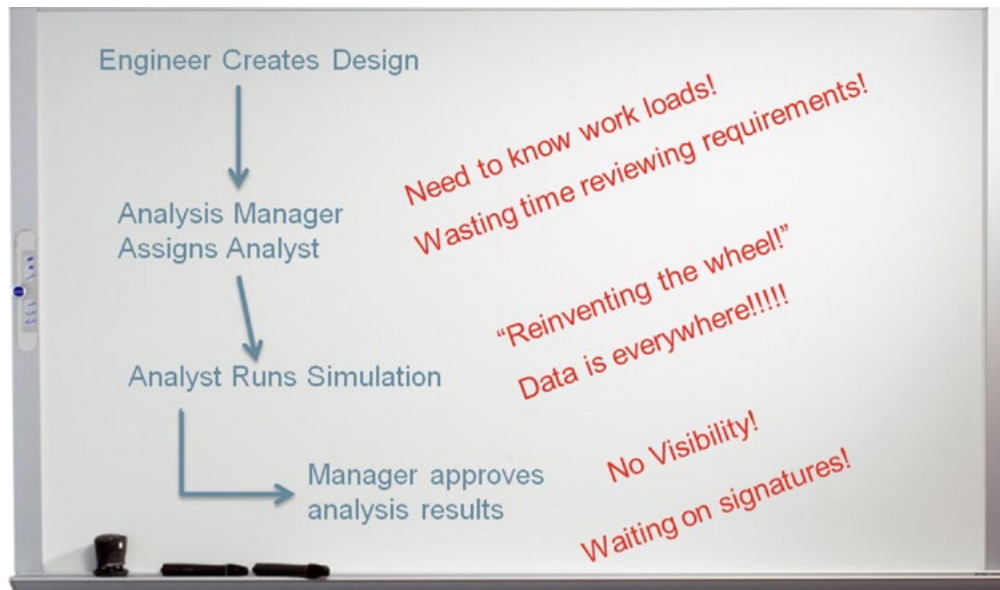 Engineer Creates Design
Need to know work loads!
Wasting time reviewing requirements!
Analysis Manager
Assigns Analyst
“Reinventing the wheel!”
Data is everywhere!!!!!
Analyst Runs Simulation
No Visibility!
Manager approves
analysis results
Waiting on signatures!